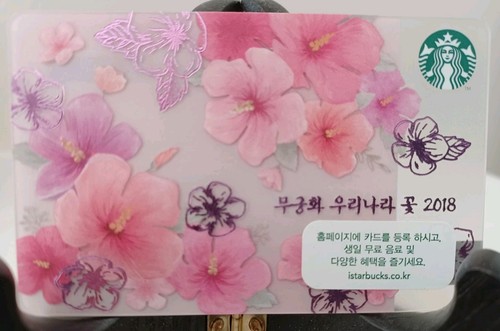 무궁화 우리나라 꽃 2018
홈페이지에 카드를 등록 하시고,
생일 무료 음료 및
다양한 혜택을 즐기세요.
istarbucks.co.kr